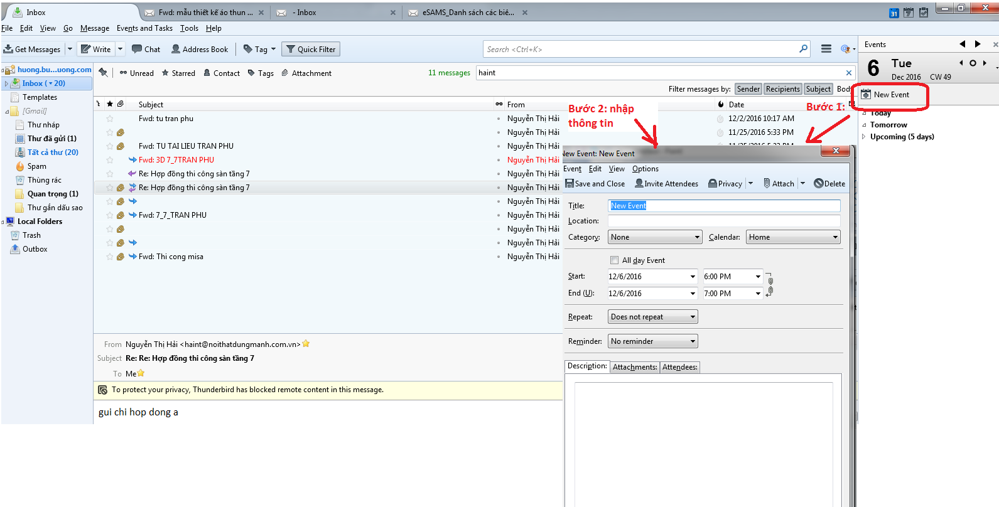 Inbox
Fwd: mẫu thiết kế áo thun ...
- Inbox
eSAMS_Danh sách các biê...
31
7
File Edit View Go Message Events and Tasks Tools Help
Get Messages
Write
Chat
Address Book
Tag
Quick Filter
Search <Ctrl+K>
Events
6
Tue
Dec 2016 CW 49
New Event
Today
Tomorrow
Upcoming (5 days)
huong.bu...uong.com
Inbox (20)
Templates
[Gmail]
Thư nháp
Thư đã gửi (1)
Tất cả thư (20)
Spam
Thùng rác
Quan trọng (1)
Thư gắn dấu sao
Local Folders
Trash
Outbox
Unread
Starred
Contact
Tags
Attachment
11 messages
haint
Filter messages by: Sender Recipients Subject Body
Subject From Date
Fwd: tu tran phu Nguyễn Thị Hải 12/2/2016 10:17 AM
Nguyễn Thị Hải 11/25/2016 5:33 PM
Fwd: TU TAI LIEU TRAN PHU Nguyễn Thị Hải 11/25/2016 5:23 PM
Fwd: 3D 7_7TRAN PHU Nguyễn Thị Hải
Re: Hợp đồng thi công sàn tầng 7 Nguyễn Thị Hải
Re: Hợp đồng thi công sàn tầng 7 Nguyễn Thị Hải
Nguyễn Thị Hải
Fwd: 7_7_TRAN PHU Nguyễn Thị Hải
Nguyễn Thị Hải
Nguyễn Thị Hải
Fwd: Thi cong misa Nguyễn Thị Hải
Bước 2: nhập
thông tin
Bước 1:
From Nguyễn Thị Hải <haint@noithatdungmanh.com.vn>
Subject Re: Re: Hợp đồng thi công sàn tầng 7
To Me
To protect your privacy, Thunderbird has blocked remote content in this message.
gui chi hop dong a
New Event: New Event
Event Edit View Options
Save and Close
Invite Attendees
Privacy
Attach
Delete
Title: New Event
Location:
Category: None Calendar: Home
All day Event
Start: 12/6/2016 6:00 PM
End (U): 12/6/2016 7:00 PM
Repeat: Does not repeat
Reminder: No reminder
Description: Attachments: Attendees: